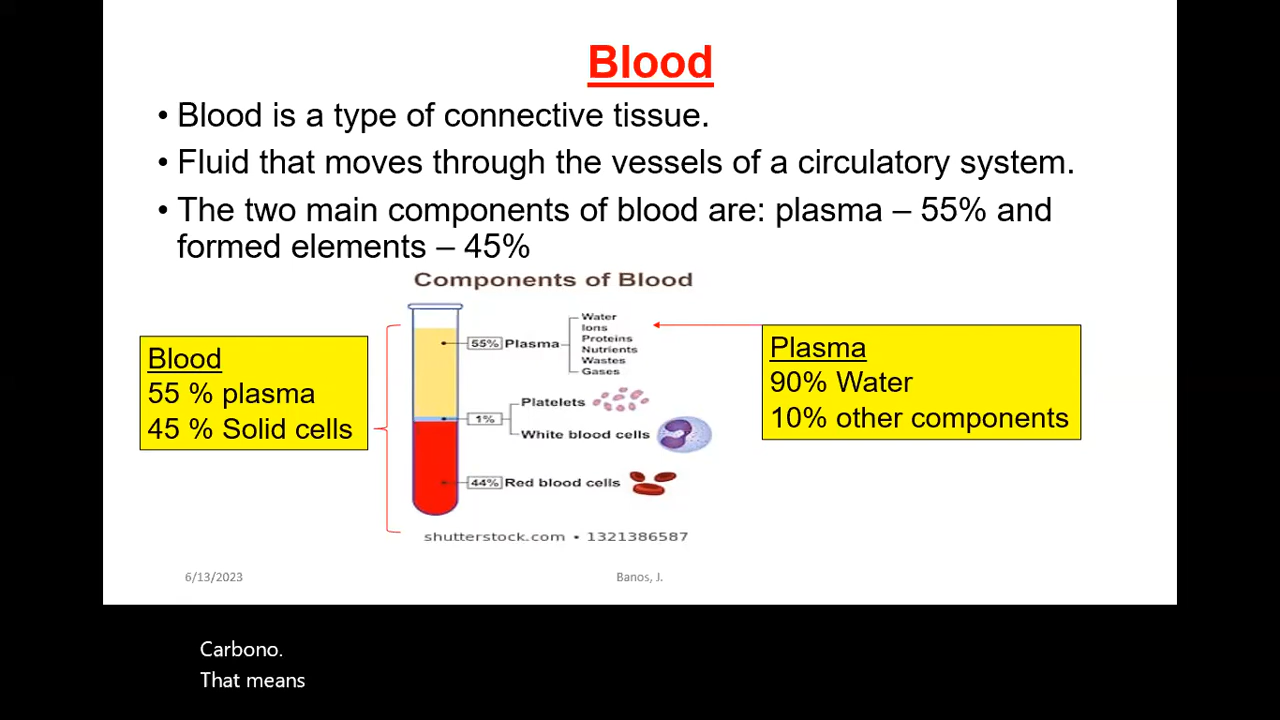 Blood
• Blood is a type of connective tissue.
• Fluid that moves through the vessels of a circulatory system.
• The two main components of blood are: plasma – 55% and
formed elements – 45%
Components of Blood
Blood
55 % plasma
45 % Solid cells
55% Plasma
Water
Ions
Proteins
Nutrients
Wastes
Gases
1%
Platelets
White blood cells
44% Red blood cells
shutterstock.com • 1321386587
Plasma
90% Water
10% other components
6/13/2023
Banos, J.
Carbono.
That means